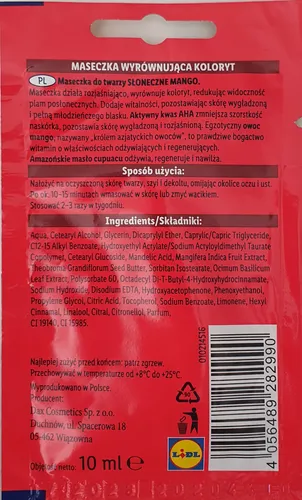 MASECZKA WYRÓWNUJĄCA KOLORYT
PL Maseczka do twarzy SŁONECZNE MANGO.
Maseczka działa rozjaśniająco, wyrównuje koloryt, redukując widoczność
plam posłonecznych. Dodaje witalności, pozostawiając skórę wygładzoną
i pełną młodzieńczego blasku. Aktywny kwas AHA zmniejsza szorstkość
naskórka, pozostawia skórę wygładzoną i rozjaśnioną. Egzotyczny owoc
mango, nazywany „królem azjatyckich owoców", to prawdziwe bogactwo
witamin o właściwościach odżywiających i regenerujących.
Amazońskie masło cupuacu odżywia, regeneruje i nawilża.
Sposób użycia:
Nałożyć na oczyszczoną skórę twarzy, szyi i dekoltu, omijając okolice oczu i ust.
Po ok. 10-15 minutach wmasować w skórę lub zmyć wacikiem.
Stosować 2-3 razy w tygodniu.
Ingredients/Składniki:
Aqua, Cetearyl Alcohol, Glycerin, Dicaprylyl Ether, Caprylic/Capric Triglyceride,
C12-15 Alkyl Benzoate, Hydroxyethyl Acrylate/Sodium Acryloyldimethyl Taurate
Copolymer, Cetearyl Glucoside, Mandelic Acid, Mangifera Indica Fruit Extract,
Theobroma Grandiflorum Seed Butter, Sorbitan Isostearate, Ocimum Basilicum
Leaf Extract, Polysorbate 60, Octadecyl Di-T-Butyl-4-Hydroxyhydrocinnamate,
Sodium Hydroxide, Disodium EDTA, Hydroxyacetophenone, Phenoxyethanol,
Propylene Glycol, Citric Acid, Tocopherol, Sodium Benzoate, Limonene, Hexyl
Cinnamal, Linalool, Citral, Citronellol, Parfum,
CI 19140, CI 15985.
Najlepiej zużyć przed końcem: patrz zgrzew.
Przechowywać w temperaturze od +8°C do +25°C.
Wyprodukowano w Polsce.
Producent:
Dax Cosmetics Sp. z o.o.
Duchnów, ul. Spacerowa 18
05-462 Wiązowna
Objętość netto: 10 ml ℮
01021451G
90
4 056489 282990
LIDL